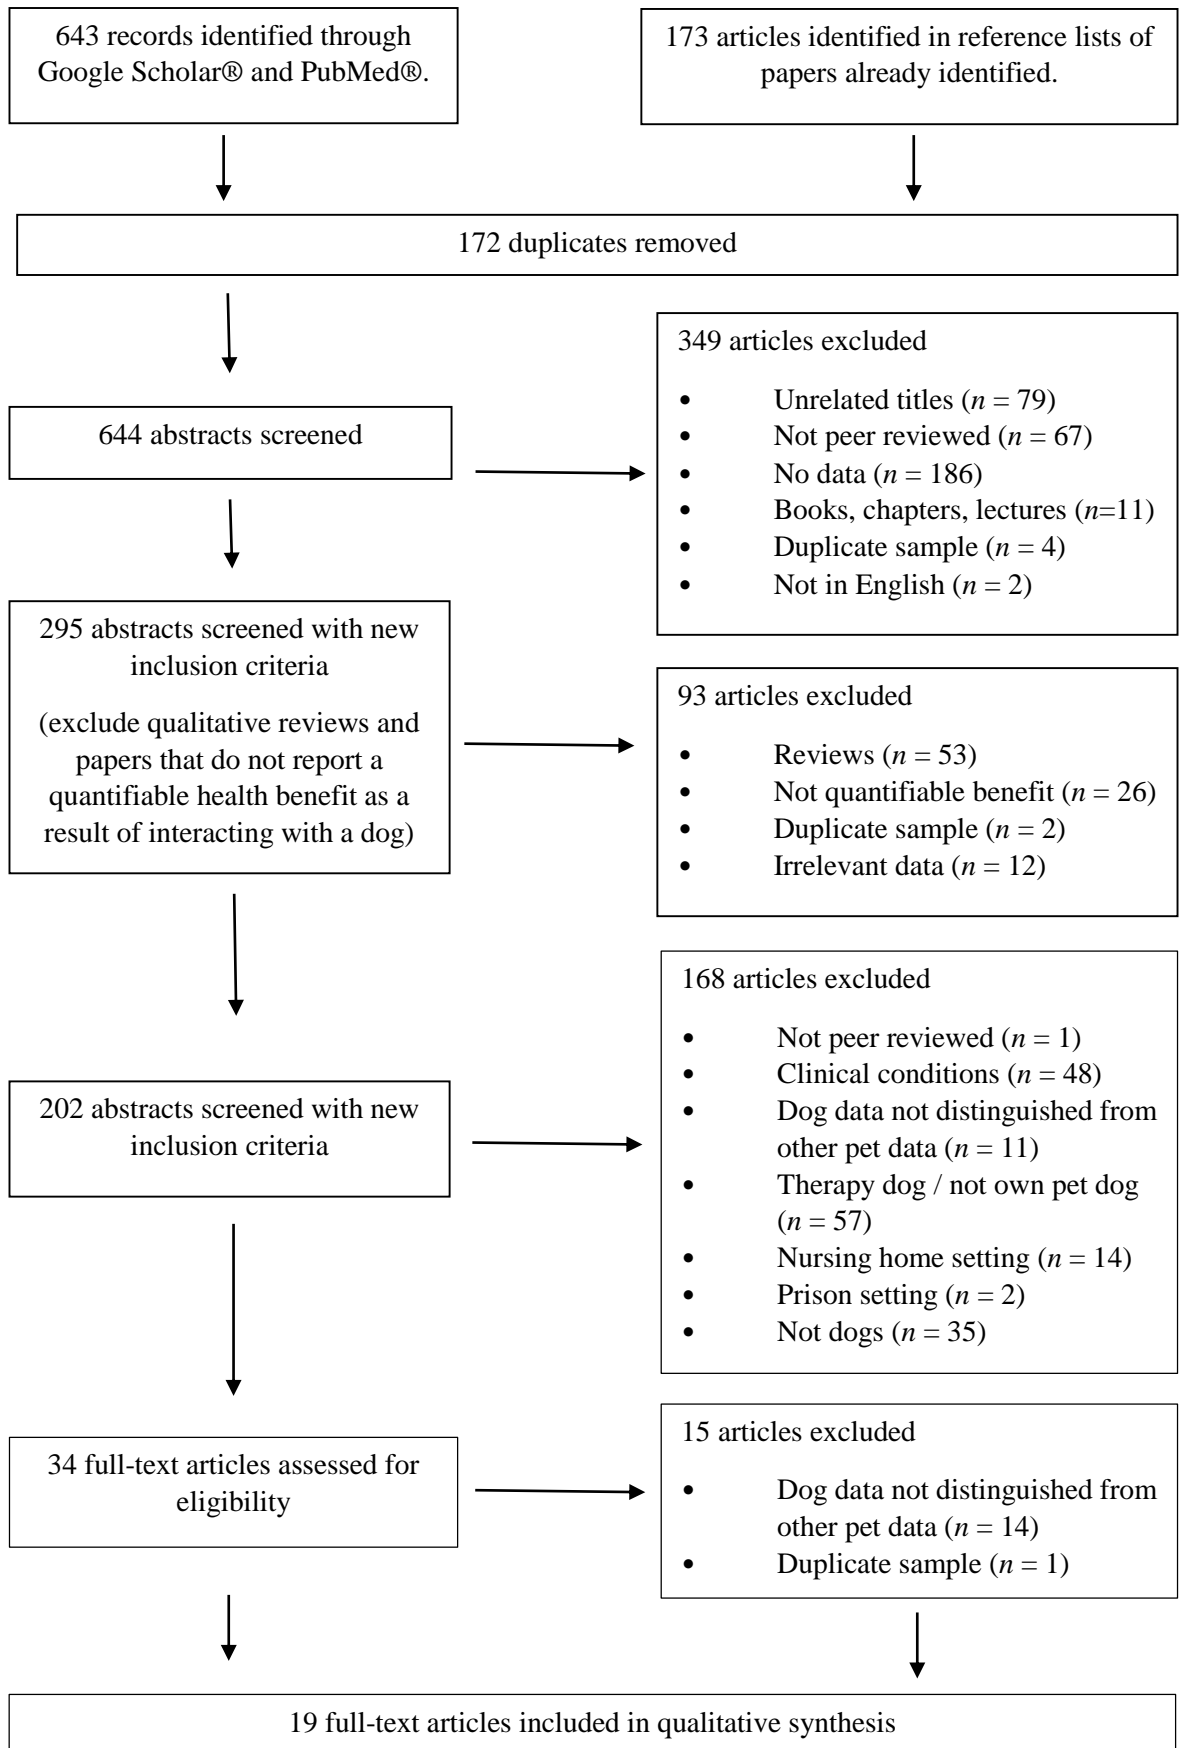 643 records identified through
Google Scholar® and PubMed®.
173 articles identified in reference lists of
papers already identified.
172 duplicates removed
644 abstracts screened
349 articles excluded
• Unrelated titles (n = 79)
• Not peer reviewed (n = 67)
• No data (n = 186)
• Books, chapters, lectures (n=11)
• Duplicate sample (n = 4)
• Not in English (n = 2)
295 abstracts screened with new
inclusion criteria
(exclude qualitative reviews and
papers that do not report a
quantifiable health benefit as a
result of interacting with a dog)
93 articles excluded
• Reviews (n = 53)
• Not quantifiable benefit (n = 26)
• Duplicate sample (n = 2)
• Irrelevant data (n = 12)
202 abstracts screened with new
inclusion criteria
168 articles excluded
• Not peer reviewed (n = 1)
• Clinical conditions (n = 48)
• Dog data not distinguished from
other pet data (n = 11)
• Therapy dog / not own pet dog
(n = 57)
• Nursing home setting (n = 14)
• Prison setting (n = 2)
• Not dogs (n = 35)
34 full-text articles assessed for
eligibility
15 articles excluded
• Dog data not distinguished from
other pet data (n = 14)
• Duplicate sample (n = 1)
19 full-text articles included in qualitative synthesis